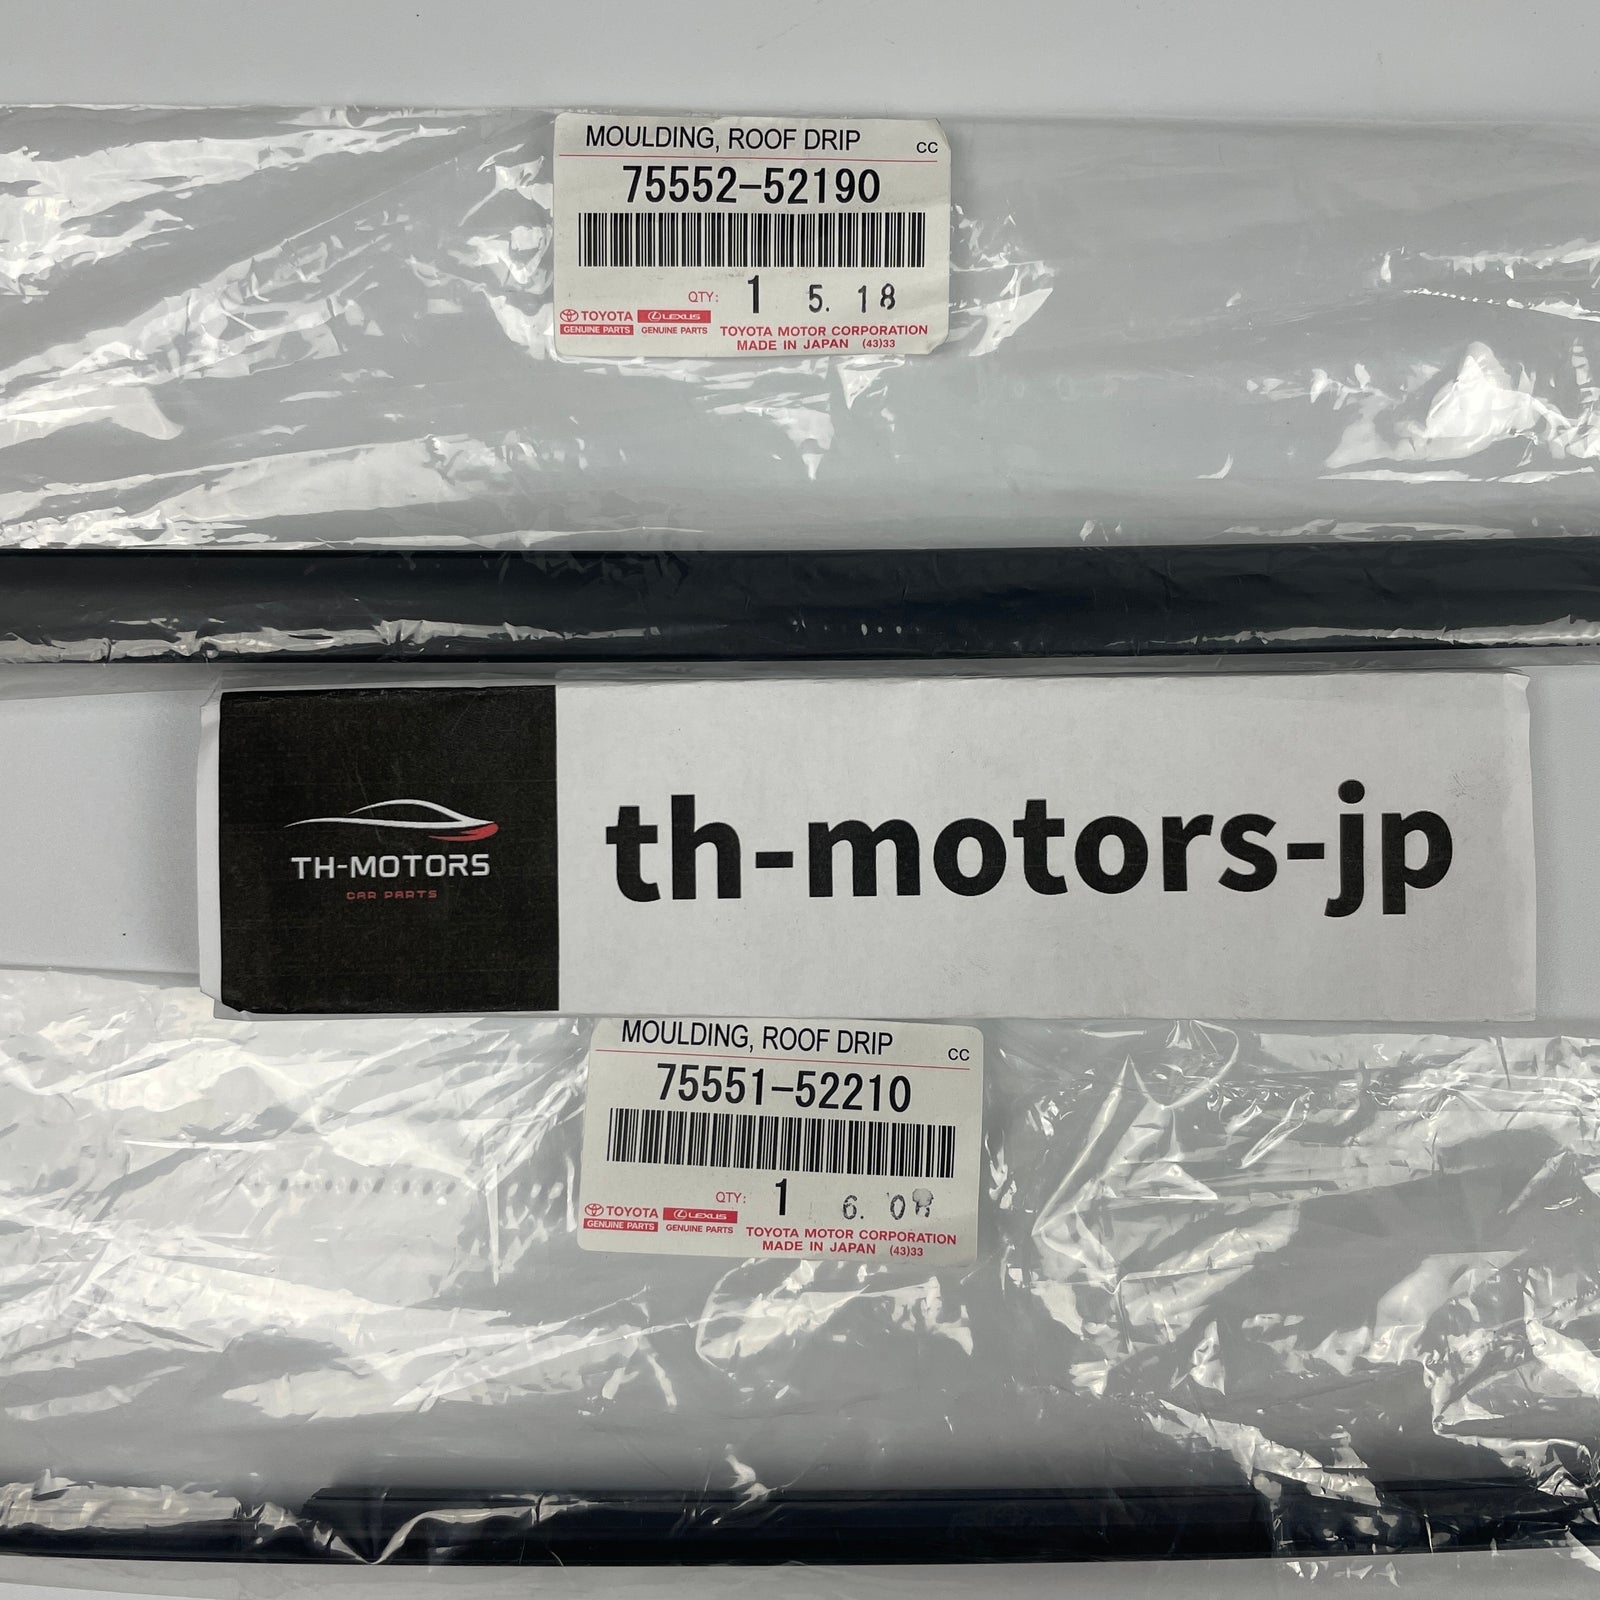 MOULDING, ROOF DRIP CC
75552-52190
QTY: 1 5. 18
TOYOTA LEXUS
GENUINE PARTS GENUINE PARTS TOYOTA MOTOR CORPORATION
MADE IN JAPAN (43)33
TH-MOTORS
CAR PARTS
th-motors-jp
MOULDING, ROOF DRIP CC
75551-52210
QTY: 1 6.
TOYOTA LEXUS
GENUINE PARTS GENUINE PARTS TOYOTA MOTOR CORPORATION
MADE IN JAPAN (43)33